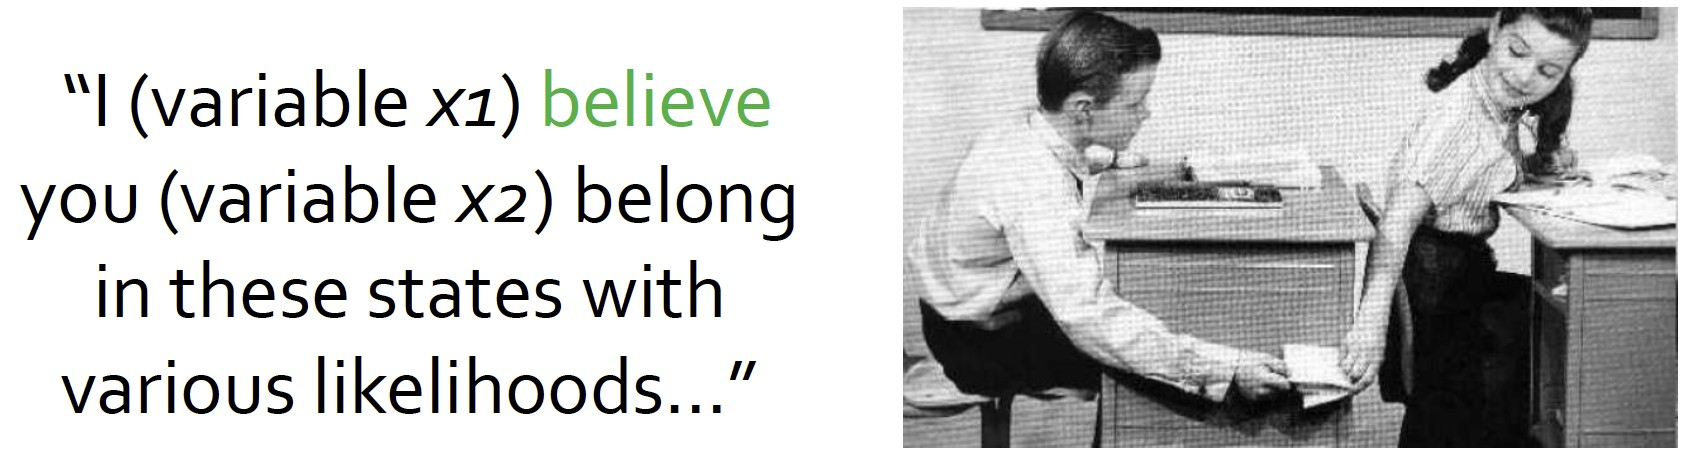 “I (variable x1) believe
you (variable x2) belong
in these states with
various likelihoods…”